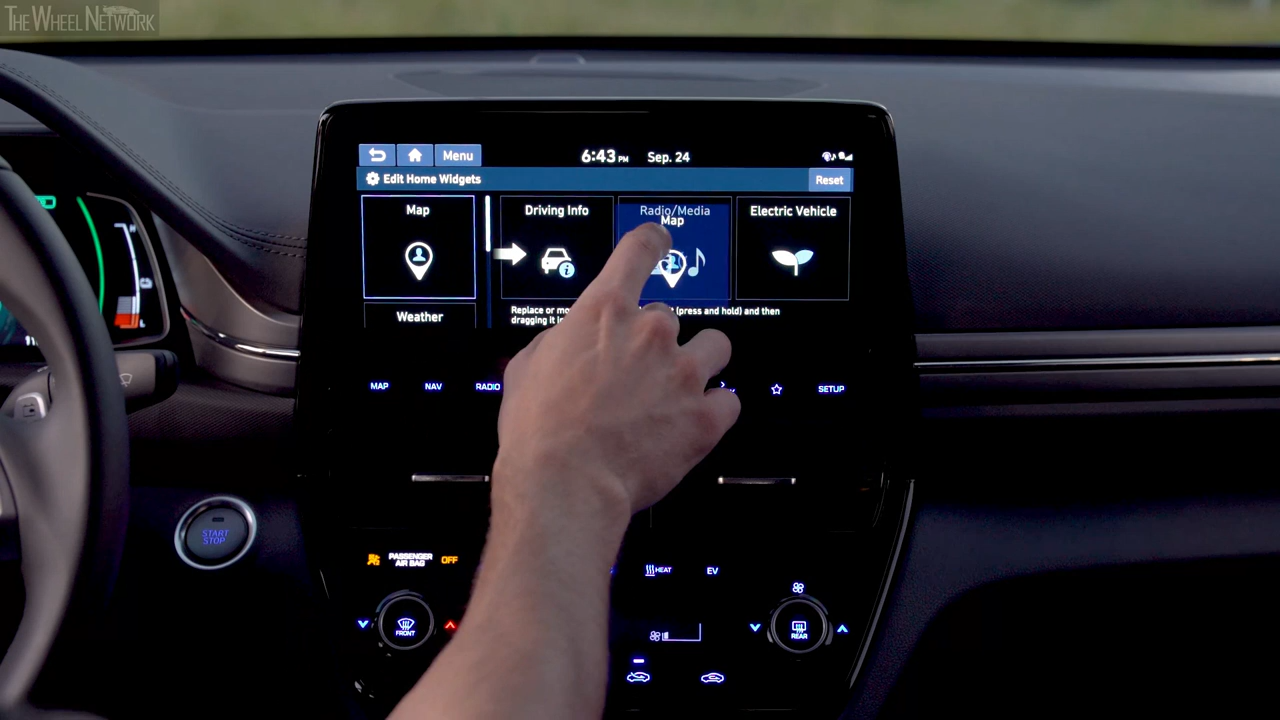 THE WHEEL NETWORK
Menu
6:43 PM Sep. 24
Edit Home Widgets
Reset
Map
Driving Info
Radio/Media
Map
Electric Vehicle
Weather
Replace or (press and hold) and then
dragging it
MAP
NAV
RADIO
SETUP
START
STOP
PASSENGER
AIR BAG
OFF
HEAT
EV
FRONT
REAR
H
L